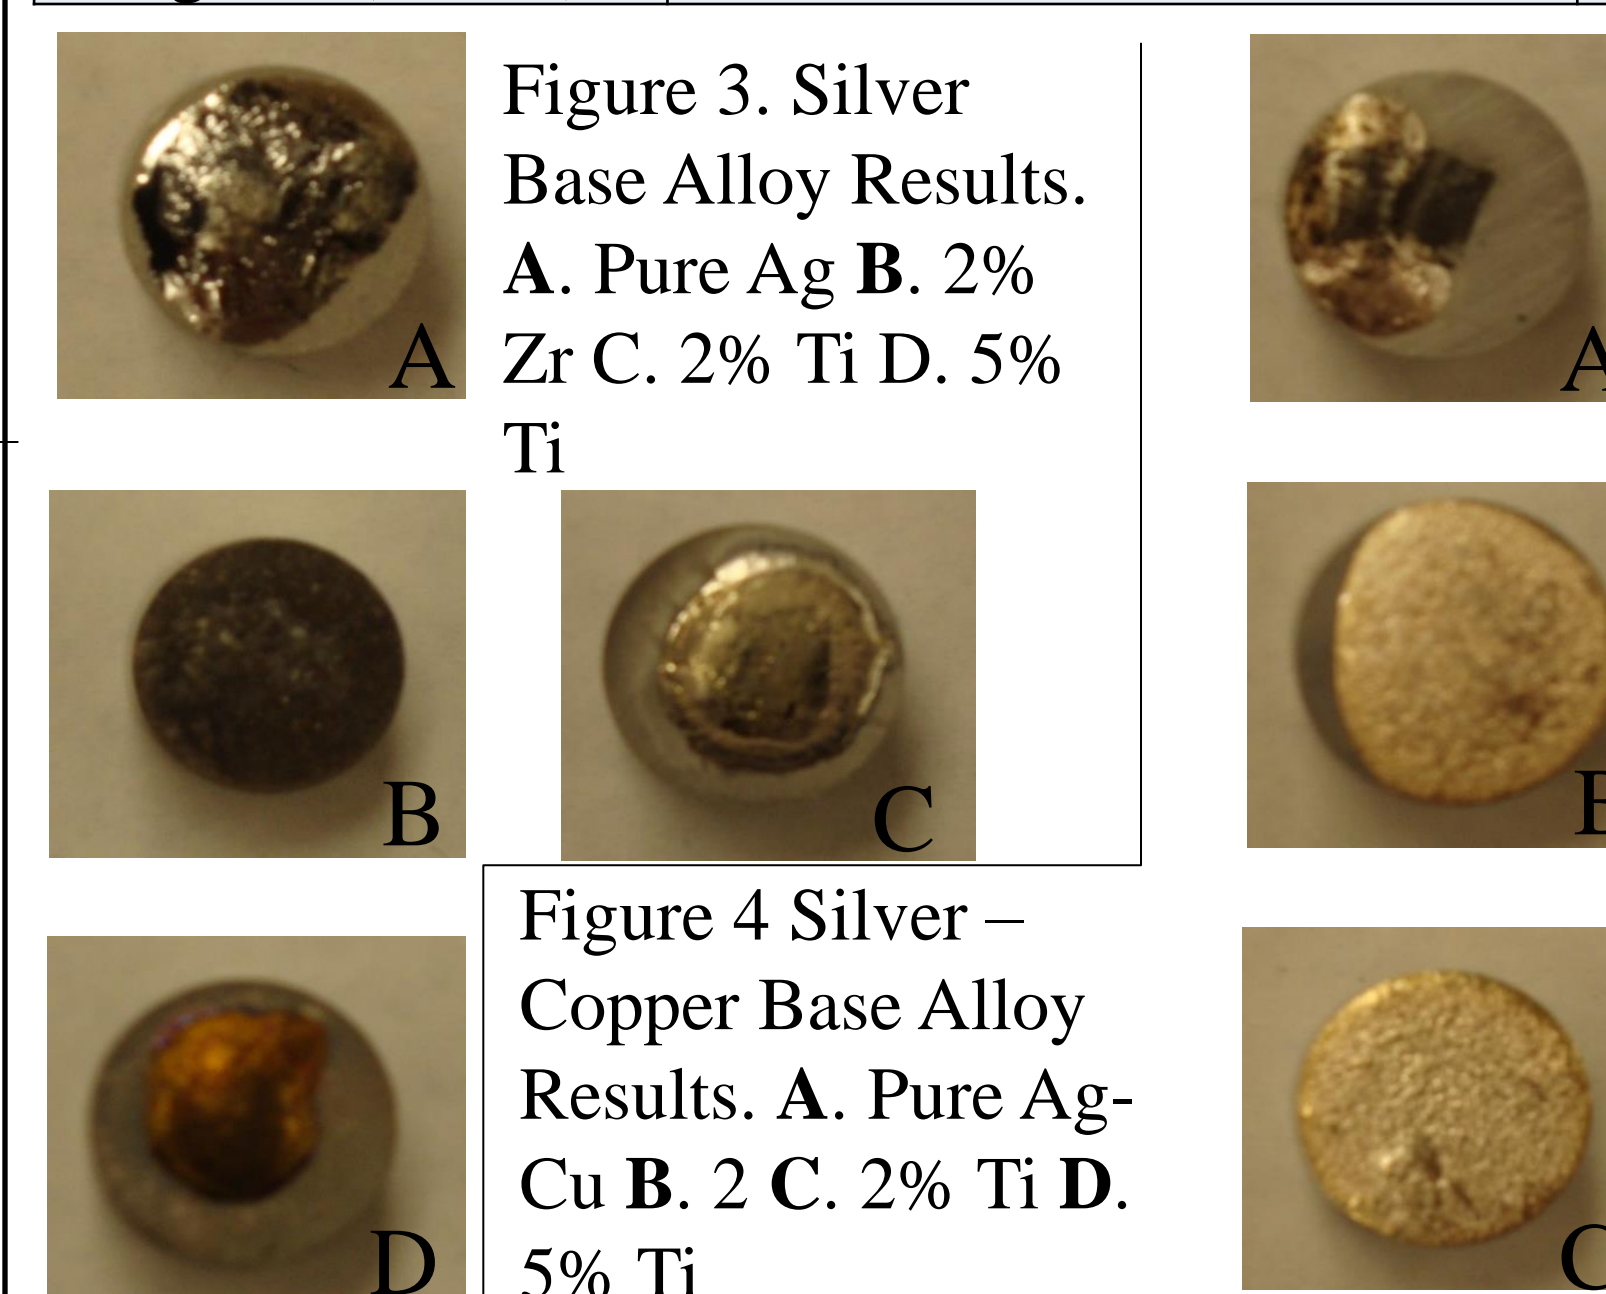 A
Figure 3. Silver
Base Alloy Results.
A. Pure Ag B. 2%
Zr C. 2% Ti D. 5%
Ti
B
C
D
Figure 4 Silver –
Copper Base Alloy
Results. A. Pure Ag-
Cu B. 2 C. 2% Ti D.
5% Ti
A